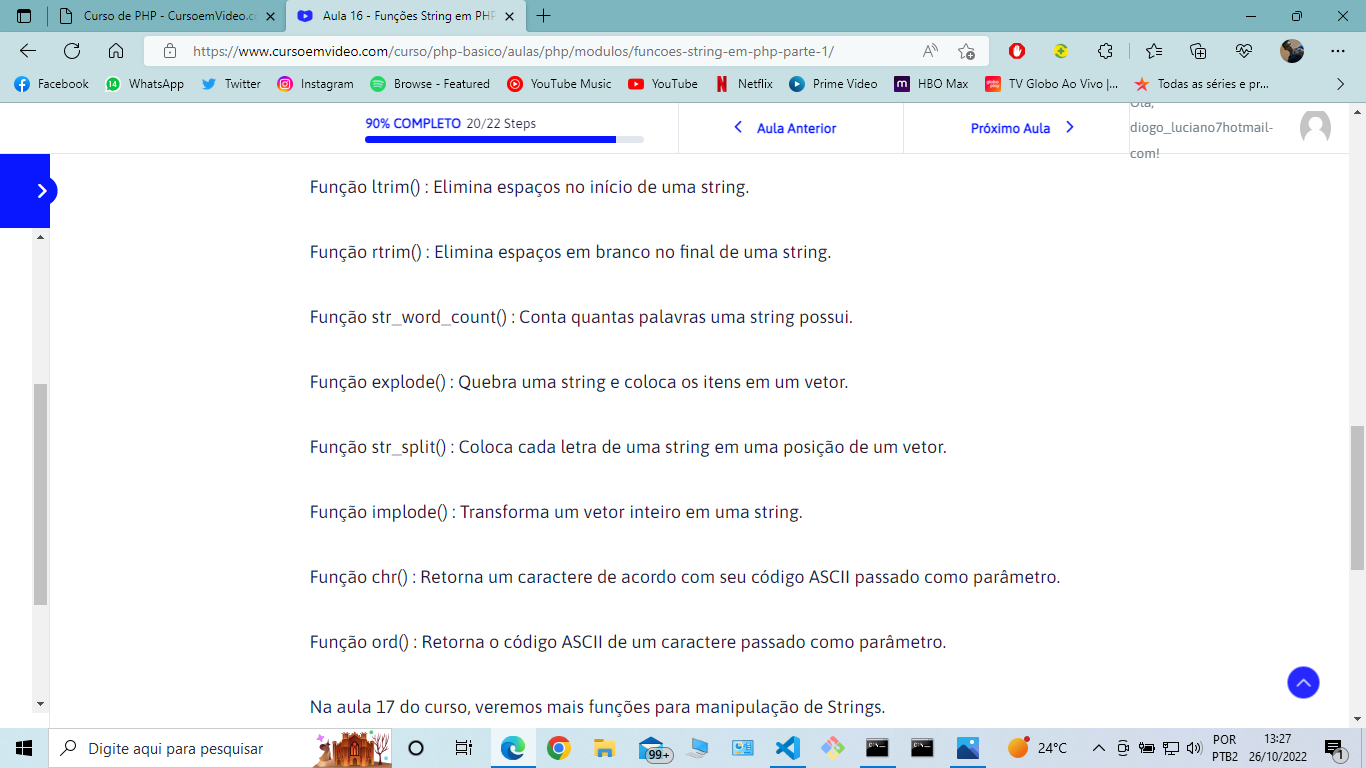 Curso de PHP - CursoemVideo.co
Aula 16 - Funções String em PHP
https://www.cursoemvideo.com/curso/php-basico/aulas/php/modulos/funcoes-string-em-php-parte-1/
Facebook
WhatsApp
Twitter
Instagram
Browse - Featured
YouTube Music
YouTube
Netflix
Prime Video
HBO Max
TV Globo Ao Vivo |...
Todas as séries e pr...
90% COMPLETO 20/22 Steps
Aula Anterior
Próximo Aula
Olá,
diogo_luciano7hotmail-
com!
Função ltrim() : Elimina espaços no início de uma string.
Função rtrim() : Elimina espaços em branco no final de uma string.
Função str_word_count() : Conta quantas palavras uma string possui.
Função explode() : Quebra uma string e coloca os itens em um vetor.
Função str_split() : Coloca cada letra de uma string em uma posição de um vetor.
Função implode() : Transforma um vetor inteiro em uma string.
Função chr() : Retorna um caractere de acordo com seu código ASCII passado como parâmetro.
Função ord() : Retorna o código ASCII de um caractere passado como parâmetro.
Na aula 17 do curso, veremos mais funções para manipulação de Strings.
Digite aqui para pesquisar
99+
24°C
POR
PTB2
13:27
26/10/2022
1